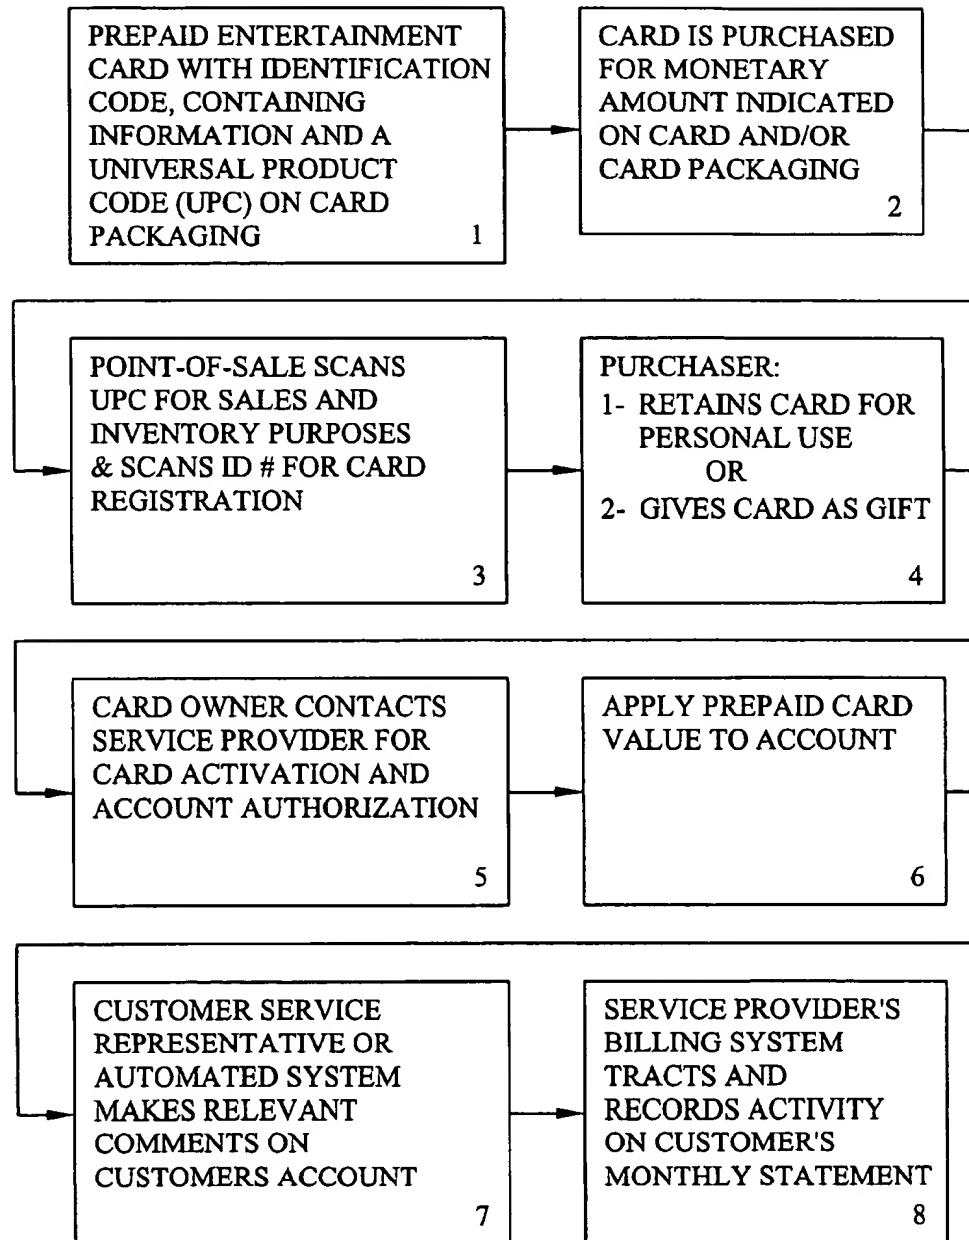 PREPAID ENTERTAINMENT
CARD WITH IDENTIFICATION
CODE, CONTAINING
INFORMATION AND A
UNIVERSAL PRODUCT
CODE (UPC) ON CARD
PACKAGING
1
CARD IS PURCHASED
FOR MONETARY
AMOUNT INDICATED
ON CARD AND/OR
CARD PACKAGING
2
POINT-OF-SALE SCANS
UPC FOR SALES AND
INVENTORY PURPOSES
& SCANS ID # FOR CARD
REGISTRATION
3
PURCHASER:
1- RETAINS CARD FOR
PERSONAL USE
OR
2- GIVES CARD AS GIFT
4
CARD OWNER CONTACTS
SERVICE PROVIDER FOR
CARD ACTIVATION AND
ACCOUNT AUTHORIZATION
5
APPLY PREPAID CARD
VALUE TO ACCOUNT
6
CUSTOMER SERVICE
REPRESENTATIVE OR
AUTOMATED SYSTEM
MAKES RELEVANT
COMMENTS ON
CUSTOMERS ACCOUNT
7
SERVICE PROVIDER'S
BILLING SYSTEM
TRACTS AND
RECORDS ACTIVITY
ON CUSTOMER'S
MONTHLY STATEMENT
8